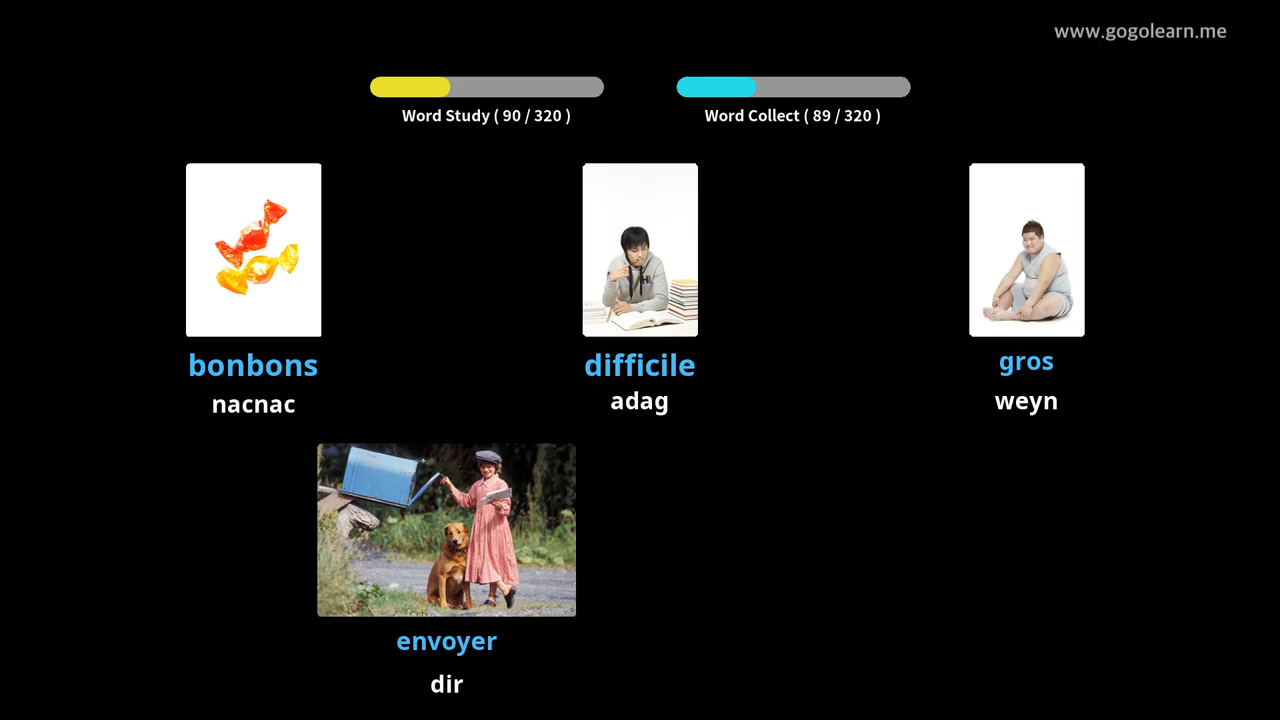 www.gogolearn.me
Word Study ( 90 / 320 )
Word Collect ( 89 / 320 )
bonbons
nacnac
difficile
adag
gros
weyn
envoyer
dir